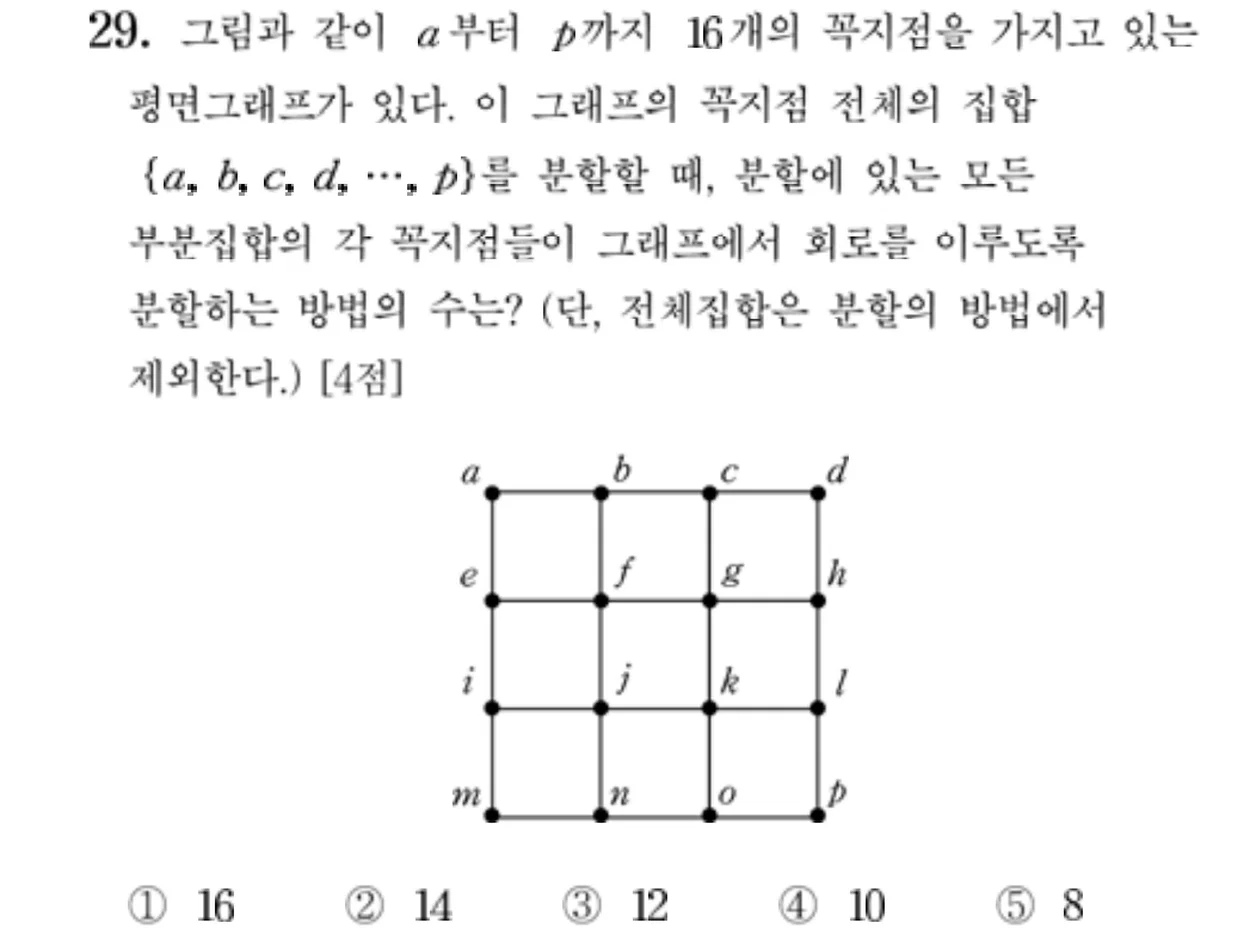 29. 그림과 같이 a부터 p까지 16개의 꼭지점을 가지고 있는
평면그래프가 있다. 이 그래프의 꼭지점 전체의 집합
{a, b, c, d, ⋯, p}를 분할할 때, 분할에 있는 모든
부분집합의 각 꼭지점들이 그래프에서 회로를 이루도록
분할하는 방법의 수는? (단, 전체집합은 분할의 방법에서
제외한다.) [4점]
a b c d
e f g h
i j k l
m n o p
① 16 ② 14 ③ 12 ④ 10 ⑤ 8